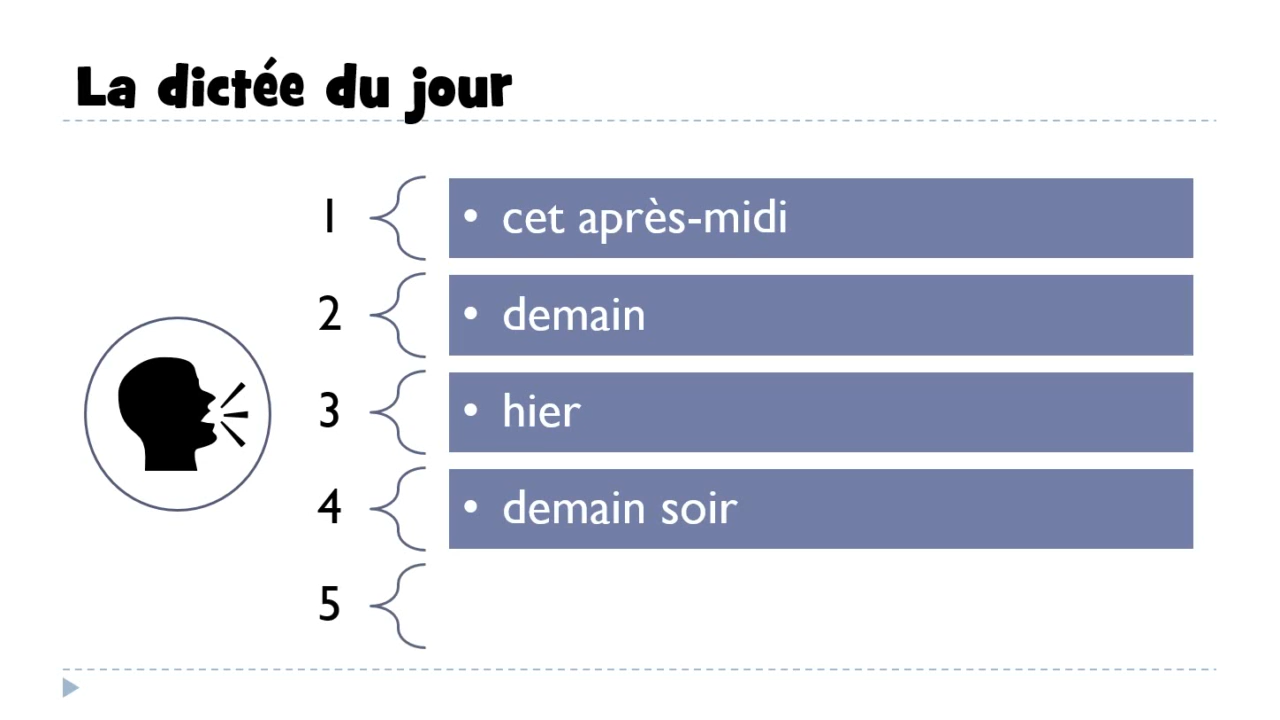 La dictée du jour
1
• cet après-midi
2
• demain
3
• hier
4
• demain soir
5